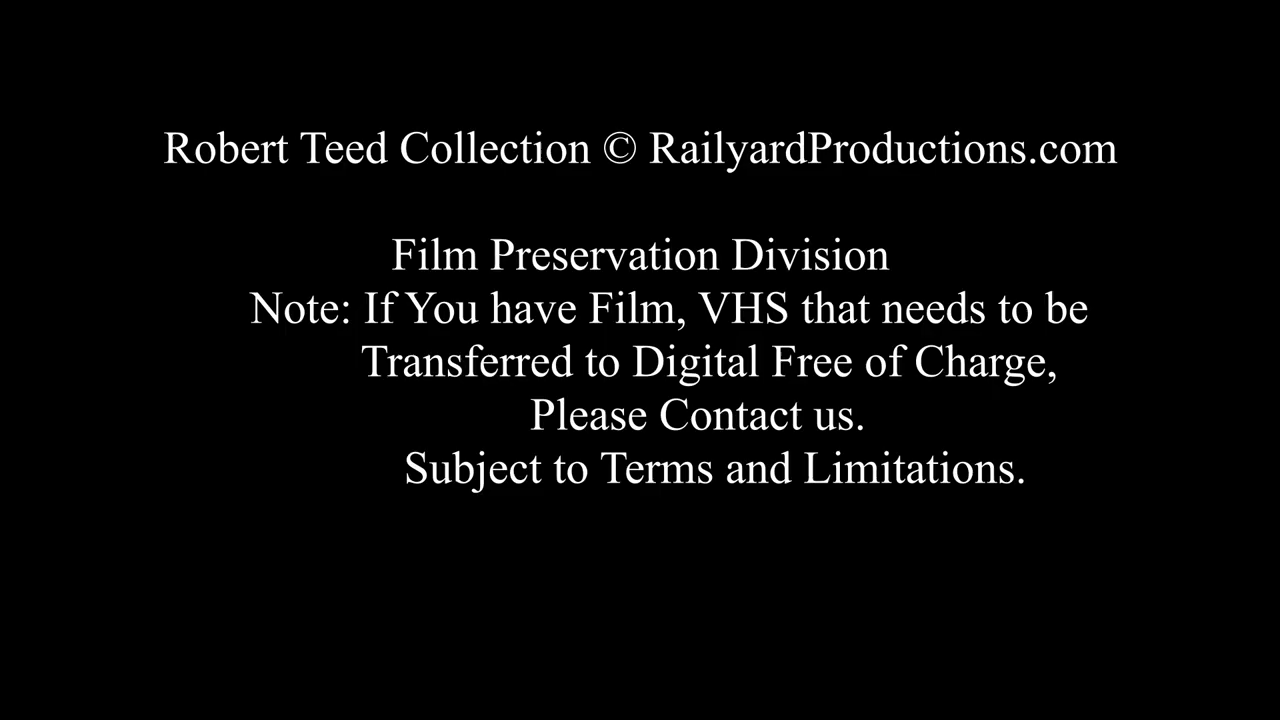 Robert Teed Collection © RailyardProductions.com
Film Preservation Division
Note: If You have Film, VHS that needs to be
Transferred to Digital Free of Charge,
Please Contact us.
Subject to Terms and Limitations.